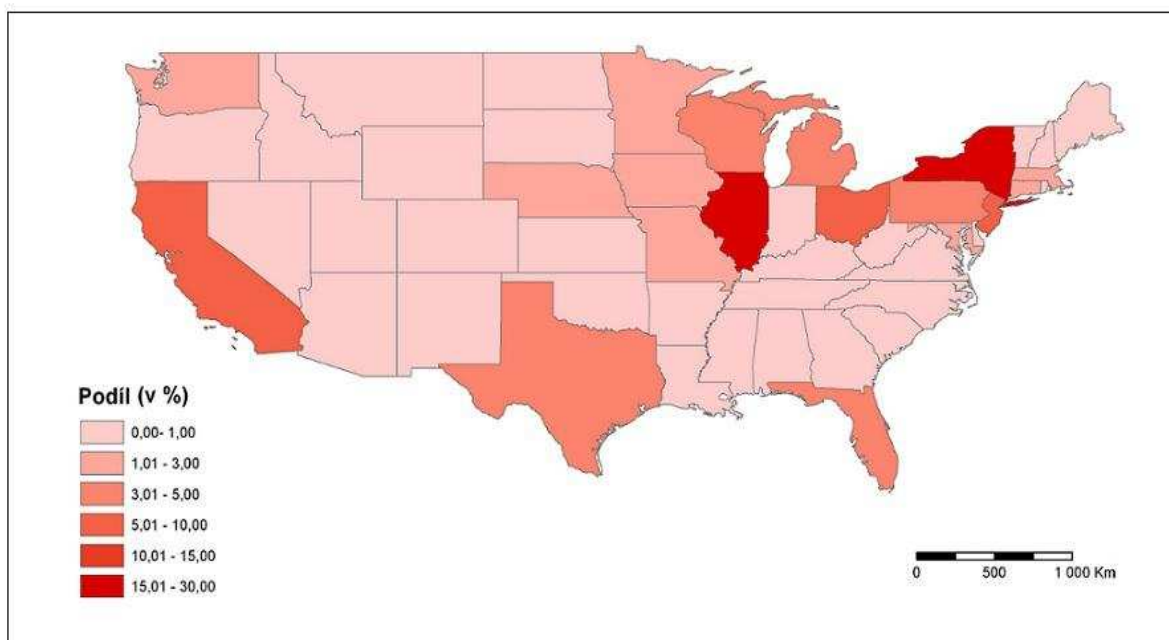 Podíl (v %)
0,00- 1,00
1,01 - 3,00
3,01 - 5,00
5,01 - 10,00
10,01 - 15,00
15,01 - 30,00
0 500 1 000 Km